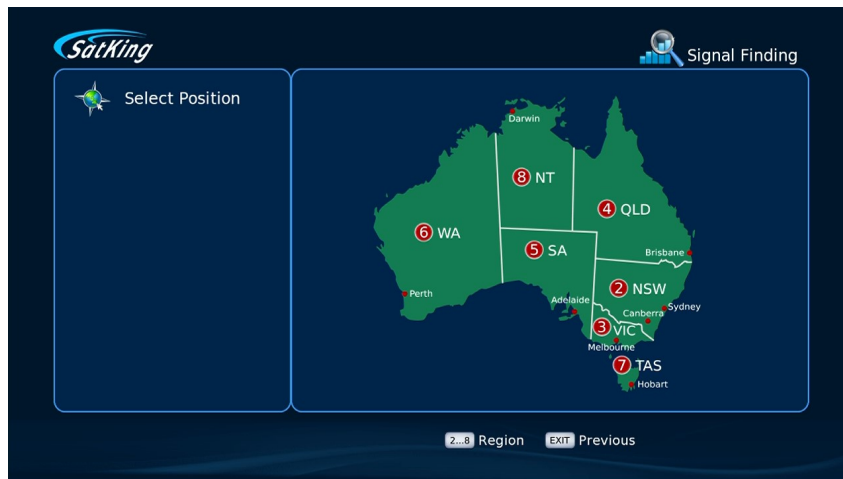 SatKing
Signal Finding
Select Position
Darwin
8 NT
4 QLD
6 WA
5 SA
Brisbane
2 NSW
Perth
Adelaide
Sydney
Canberra
3 VIC
Melbourne
7 TAS
Hobart
2...8 Region EXIT Previous